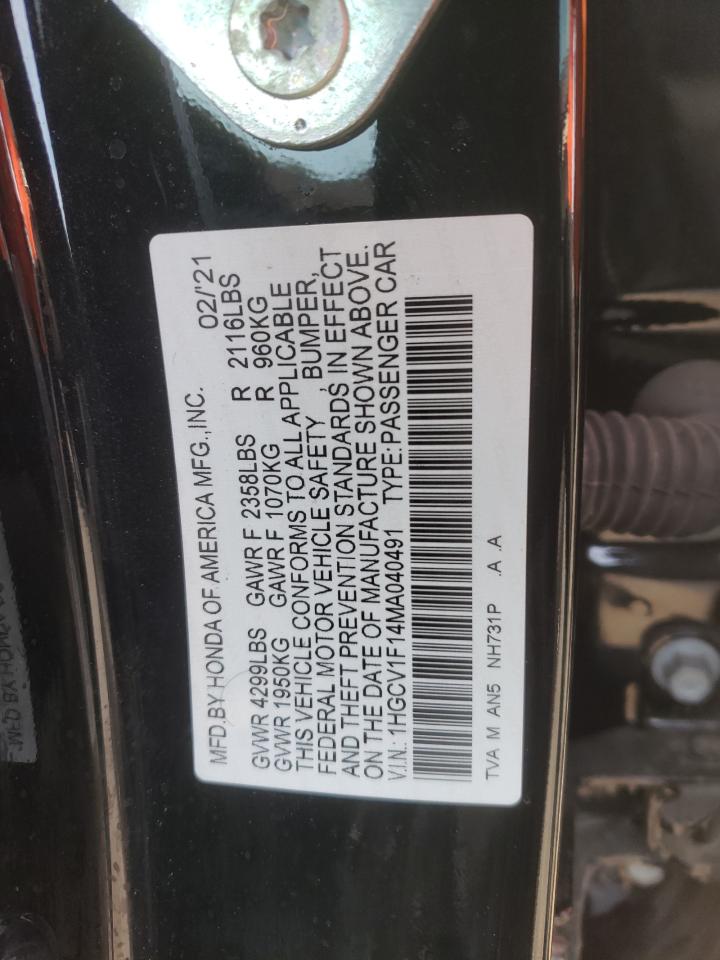 MFD.BY HONDA OF AMERICA MFG.,INC. 02/'21
GVWR 4299LBS GAWR F 2358LBS R 2116LBS
GVWR 1950KG GAWR F 1070KG R 960KG
THIS VEHICLE CONFORMS TO ALL APPLICABLE
FEDERAL MOTOR VEHICLE SAFETY , BUMPER,
AND THEFT PREVENTION STANDARDS IN EFFECT
ON THE DATE OF MANUFACTURE SHOWN ABOVE.
V.I.N.: 1HGCV1F14MA040491 TYPE:PASSENGER CAR
TVA M AN5 NH731P .A .A